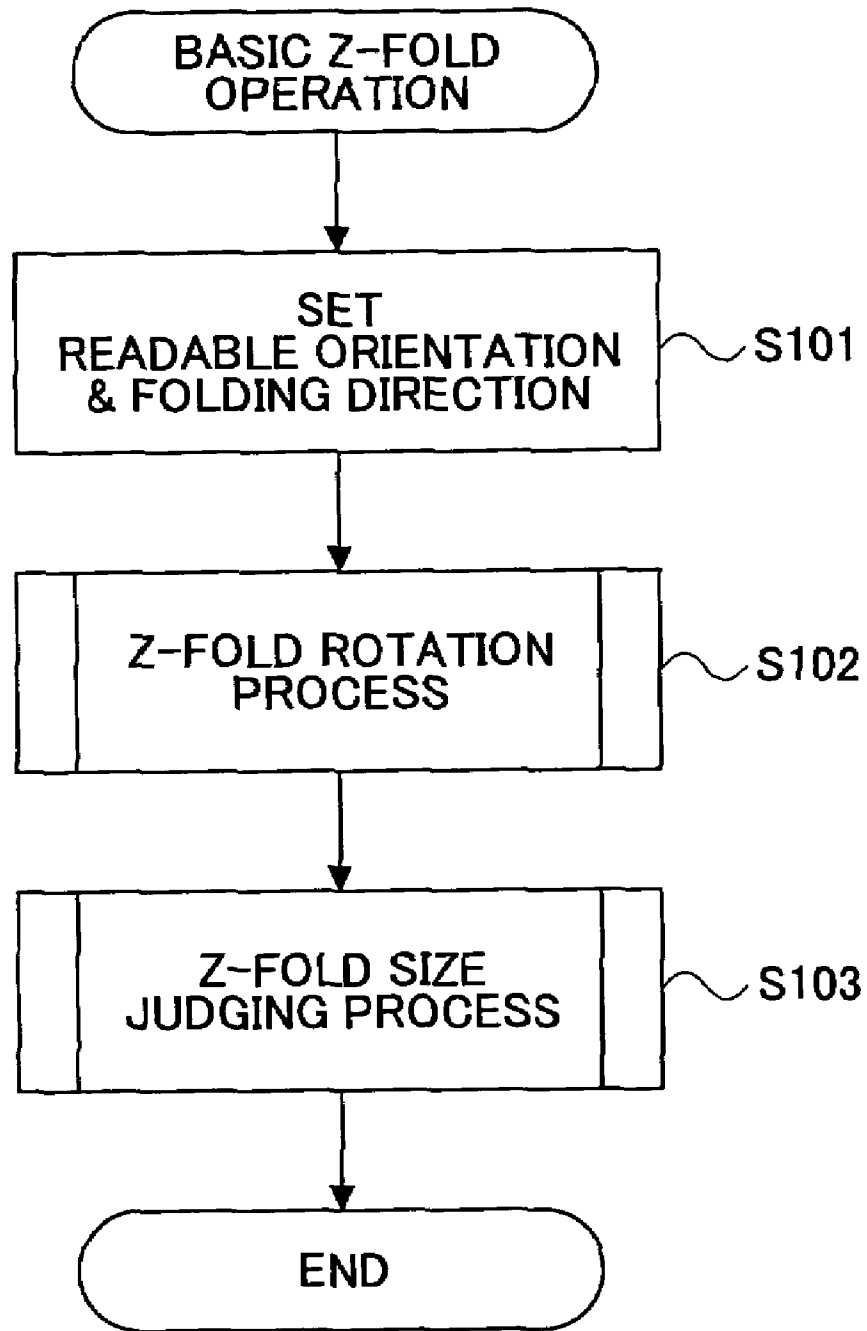 BASIC Z-FOLD
OPERATION
SET
READABLE ORIENTATION
& FOLDING DIRECTION
S101
Z-FOLD ROTATION
PROCESS
S102
Z-FOLD SIZE
JUDGING PROCESS
S103
END